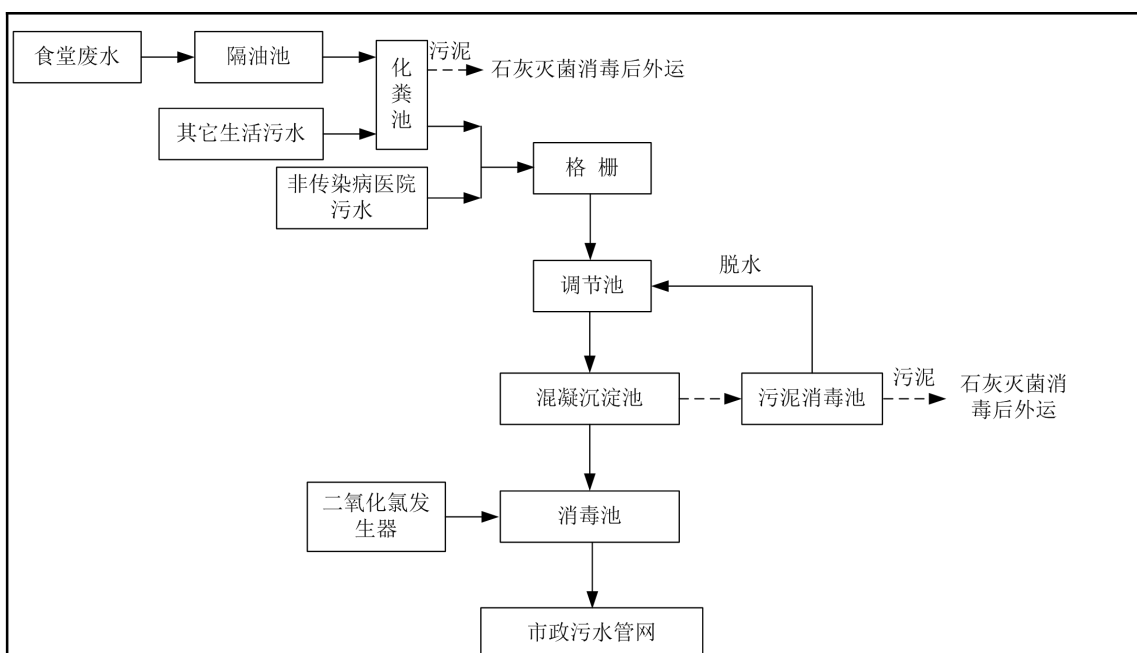 食堂废水
隔油池
化
粪
池
污泥
石灰灭菌消毒后外运
其它生活污水
非传染病医院
污水
格 栅
调节池
脱水
混凝沉淀池
污泥消毒池
污泥
石灰灭菌消
毒后外运
二氧化氯发
生器
消毒池
市政污水管网